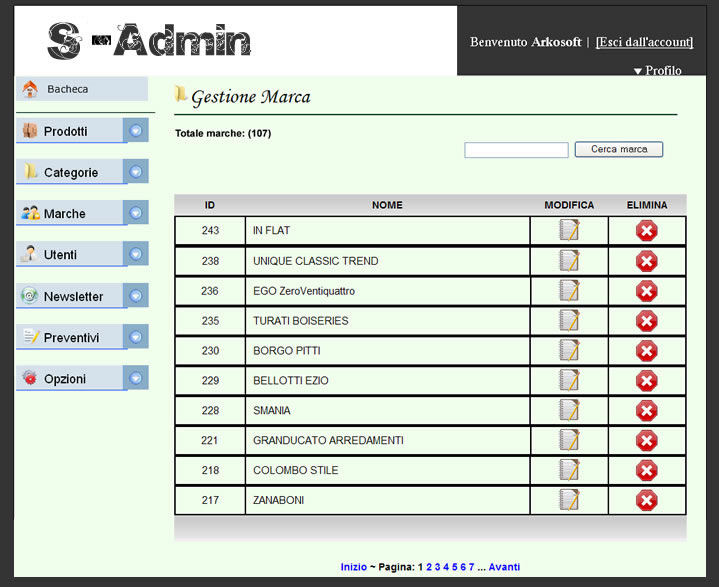 S-Admin
Benvenuto Arkosoft | [Esci dall'account]
▼ Profilo
Bacheca
Prodotti
Categorie
Marche
Utenti
Newsletter
Preventivi
Opzioni
Gestione Marca
Totale marche: (107)
Cerca marca
ID NOME MODIFICA ELIMINA
243 IN FLAT
238 UNIQUE CLASSIC TREND
236 EGO ZeroVentiquattro
235 TURATI BOISERIES
230 BORGO PITTI
229 BELLOTTI EZIO
228 SMANIA
221 GRANDUCATO ARREDAMENTI
218 COLOMBO STILE
217 ZANABONI
Inizio ~ Pagina: 1 2 3 4 5 6 7 ... Avanti